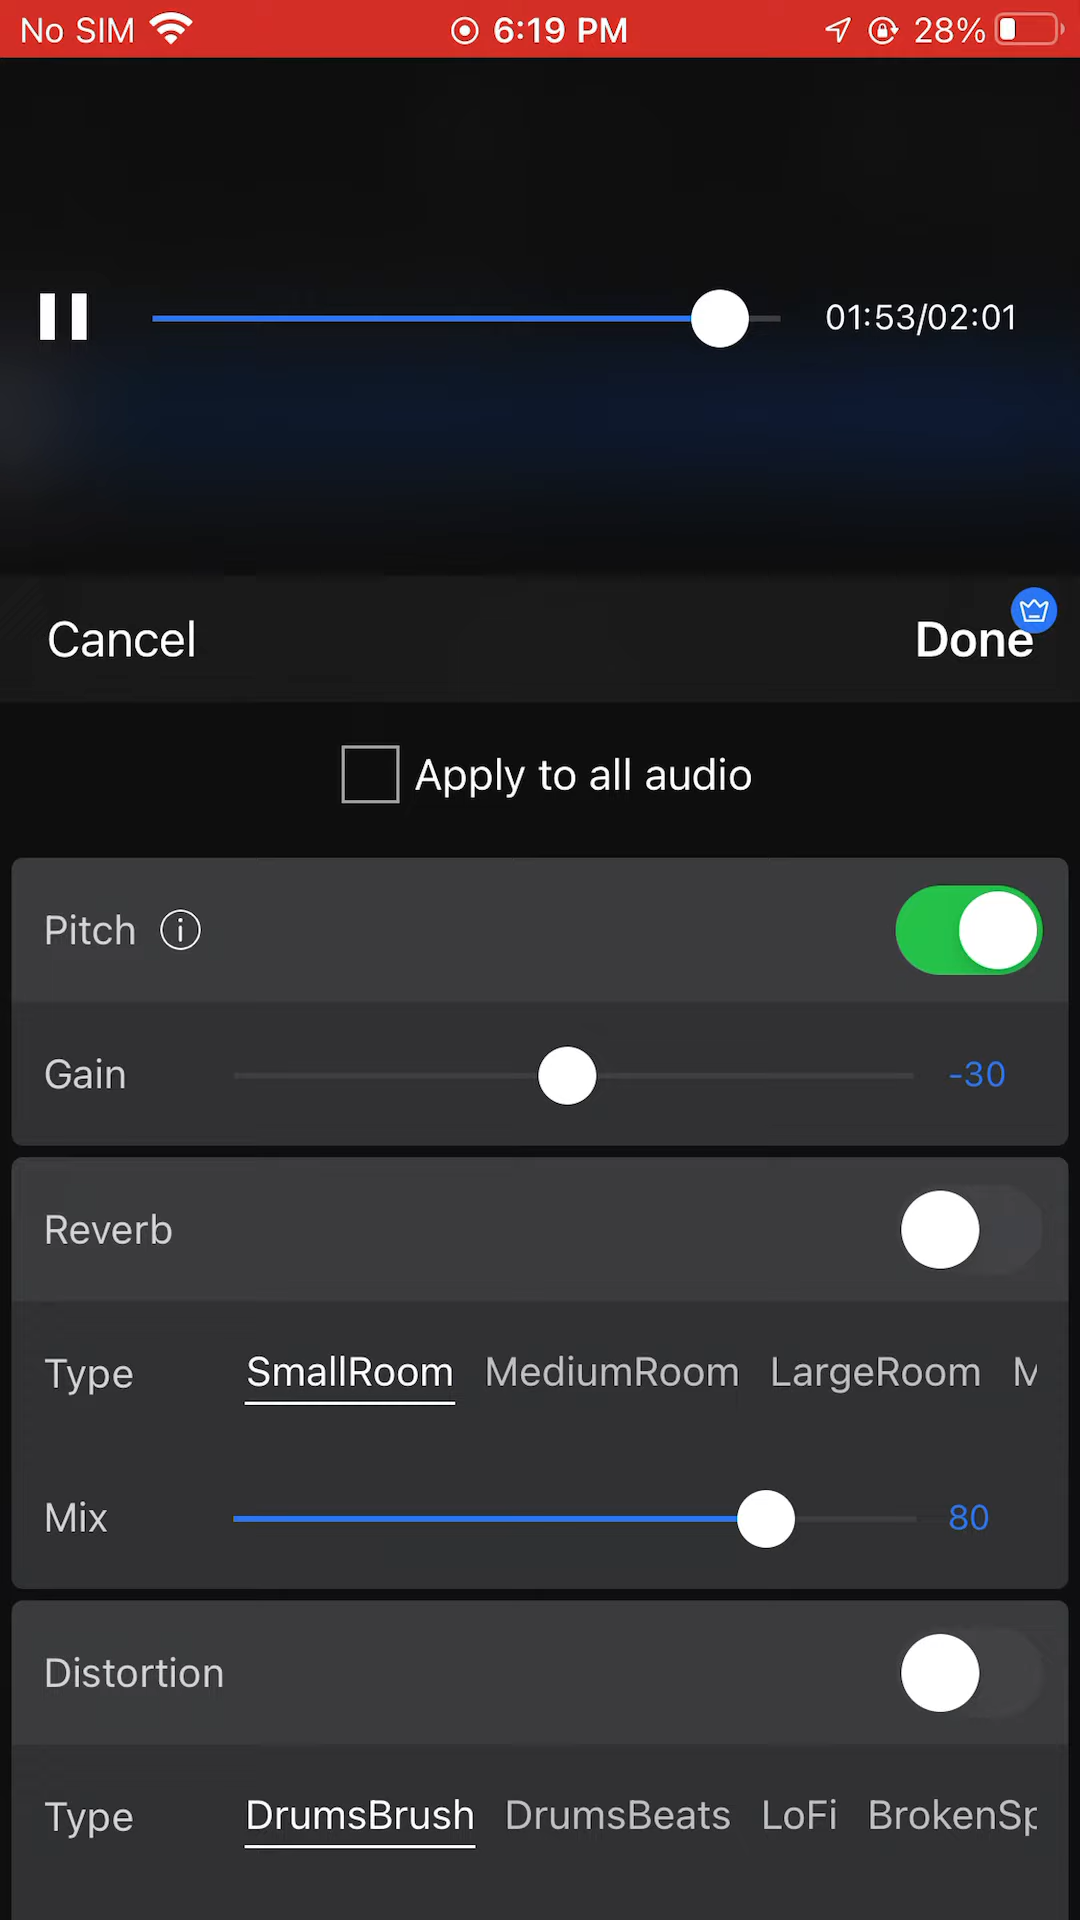 No SIM 6:19 PM 28%
01:53/02:01
Cancel Done
Apply to all audio
Pitch
Gain -30
Reverb
Type SmallRoom MediumRoom LargeRoom M
Mix 80
Distortion
Type DrumsBrush DrumsBeats LoFi BrokenSp